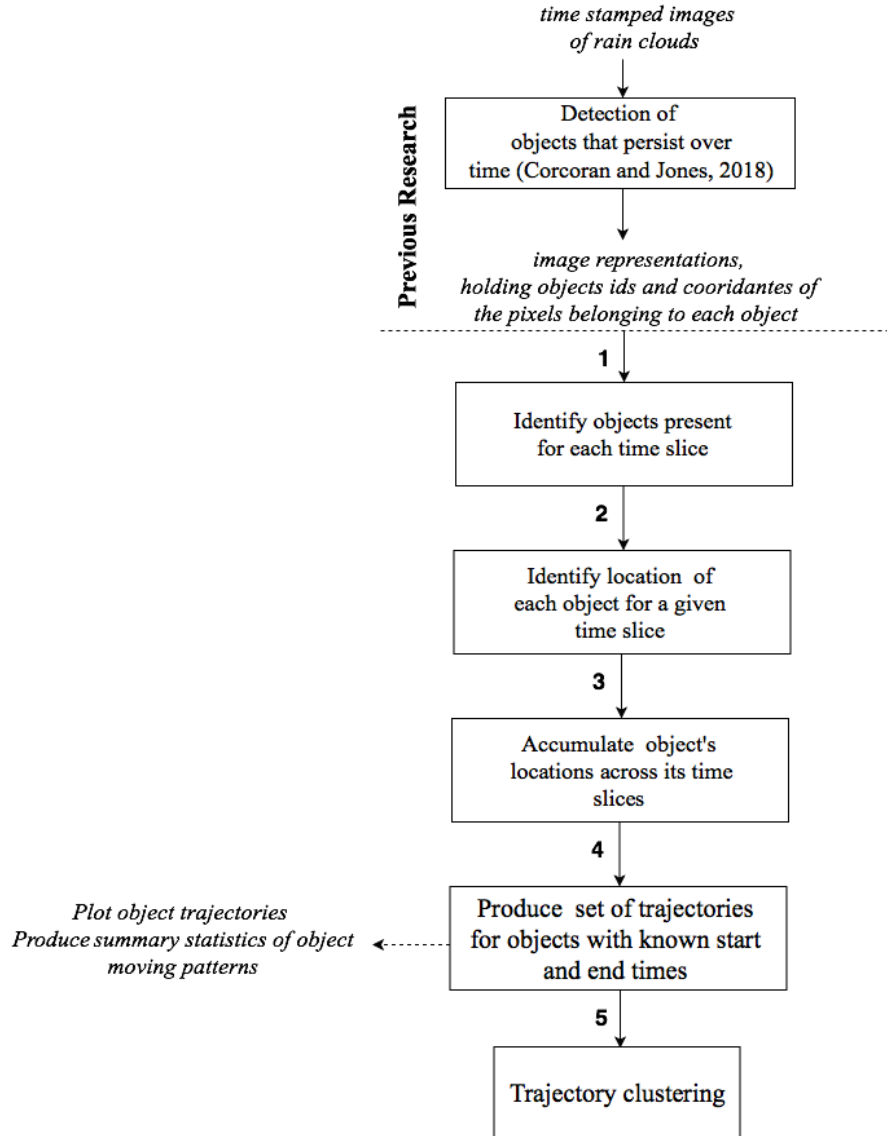 time stamped images
of rain clouds
Previous Research
Detection of
objects that persist over
time (Corcoran and Jones, 2018)
image representations,
holding objects ids and cooridantes of
the pixels belonging to each object
1
Identify objects present
for each time slice
2
Identify location of
each object for a given
time slice
3
Accumulate object's
locations across its time
slices
4
Produce set of trajectories
for objects with known start
and end times
Plot object trajectories
Produce summary statistics of object
moving patterns
5
Trajectory clustering